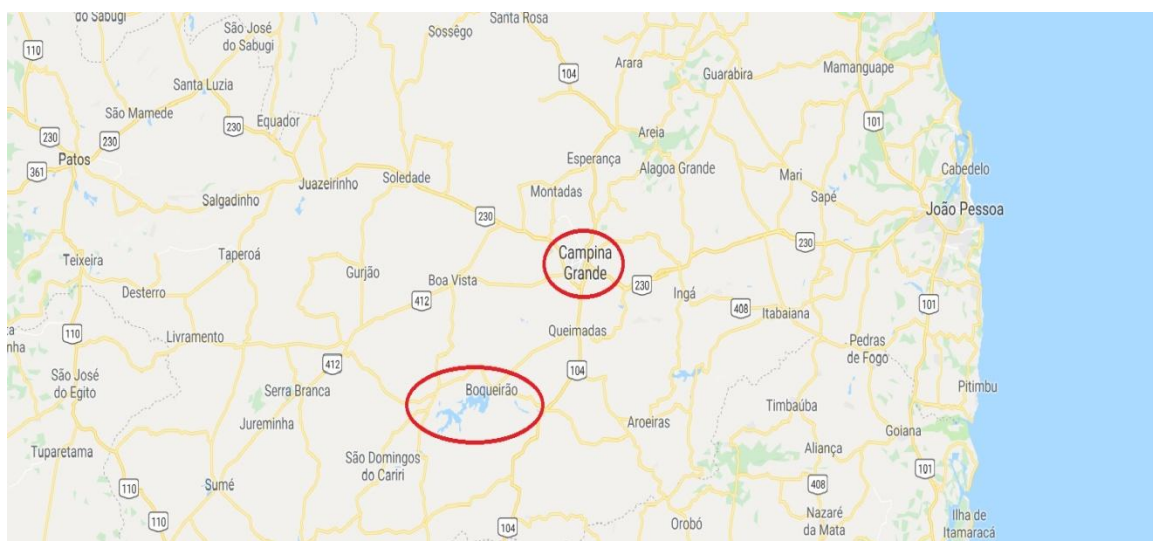 do Sabugi
São José
do Sabugi
Sossêgo
Santa Rosa
110
104
Arara
Guarabira
Mamanguape
Santa Luzia
São Mamede
230
Equador
101
230
Patos
361
Areia
Esperança
Alagoa Grande
Mari
Cabedelo
Juazeirinho
Soledade
Montadas
Sapé
Salgadinho
João Pessoa
230
230
Teixeira
Taperoá
Campina
Grande
Gurjão
Boa Vista
230
Desterro
Ingá
412
408
Itabaiana
101
110
Livramento
Queimadas
nha
412
104
Pedras
de Fogo
São José
do Egito
Serra Branca
Boqueirão
Pitimbu
Jureminha
Aroeiras
Timbaúba
Goiana
Tuparetama
São Domingos
do Cariri
Aliança
101
110
Sumé
408
110
104
Orobó
Nazaré
da Mata
Ilha de
Itamaracá